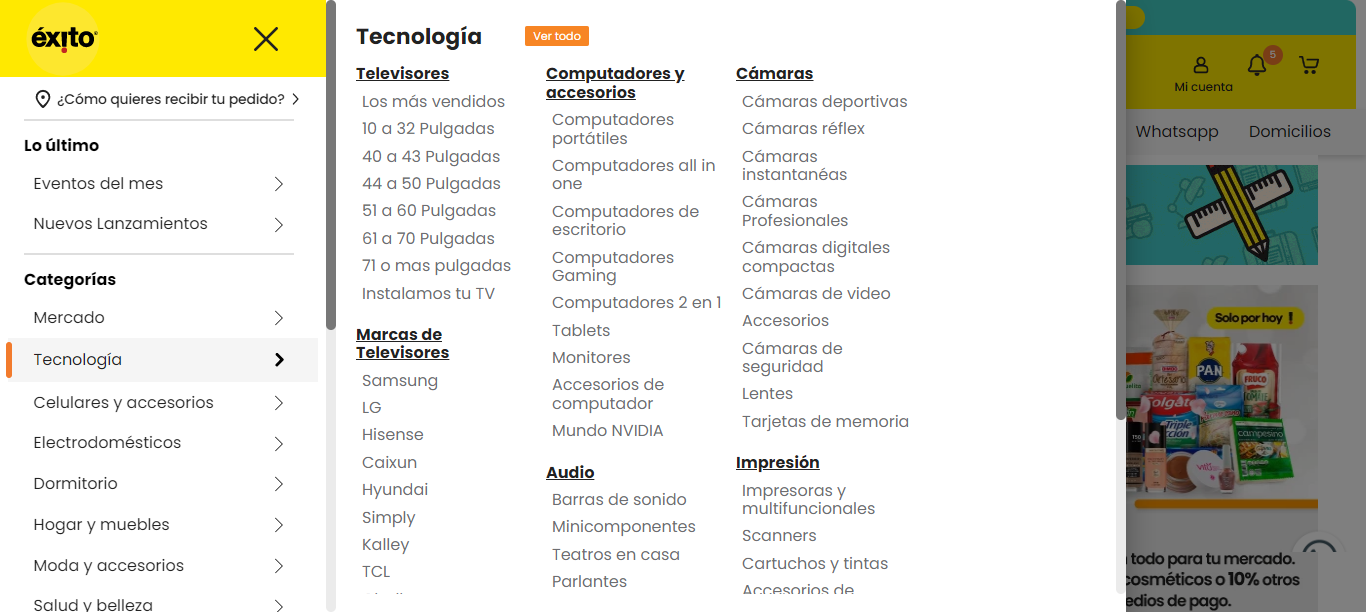 éxito
¿Cómo quieres recibir tu pedido?
Lo último
Eventos del mes
Nuevos Lanzamientos
Categorías
Mercado
Tecnología
Celulares y accesorios
Electrodomésticos
Dormitorio
Hogar y muebles
Moda y accesorios
Salud y belleza
Tecnología
Ver todo
Televisores
Los más vendidos
10 a 32 Pulgadas
40 a 43 Pulgadas
44 a 50 Pulgadas
51 a 60 Pulgadas
61 a 70 Pulgadas
71 o mas pulgadas
Instalamos tu TV
Marcas de
Televisores
Samsung
LG
Hisense
Caixun
Hyundai
Simply
Kalley
TCL
Computadores y
accesorios
Computadores
portátiles
Computadores all in
one
Computadores de
escritorio
Computadores
Gaming
Computadores 2 en 1
Tablets
Monitores
Accesorios de
computador
Mundo NVIDIA
Audio
Barras de sonido
Minicomponentes
Teatros en casa
Parlantes
Cámaras
Cámaras deportivas
Cámaras réflex
Cámaras
instantanéas
Cámaras
Profesionales
Cámaras digitales
compactas
Cámaras de video
Accesorios
Cámaras de
seguridad
Lentes
Tarjetas de memoria
Impresión
Impresoras y
multifuncionales
Scanners
Cartuchos y tintas
Accesorios de
5
Mi cuenta
Whatsapp
Domicilios
Solo por hoy !
PAN
FRUCO
Colgate
Triple
campesino
todo para tu mercado.
cosméticos o 10% otros
medios de pago.